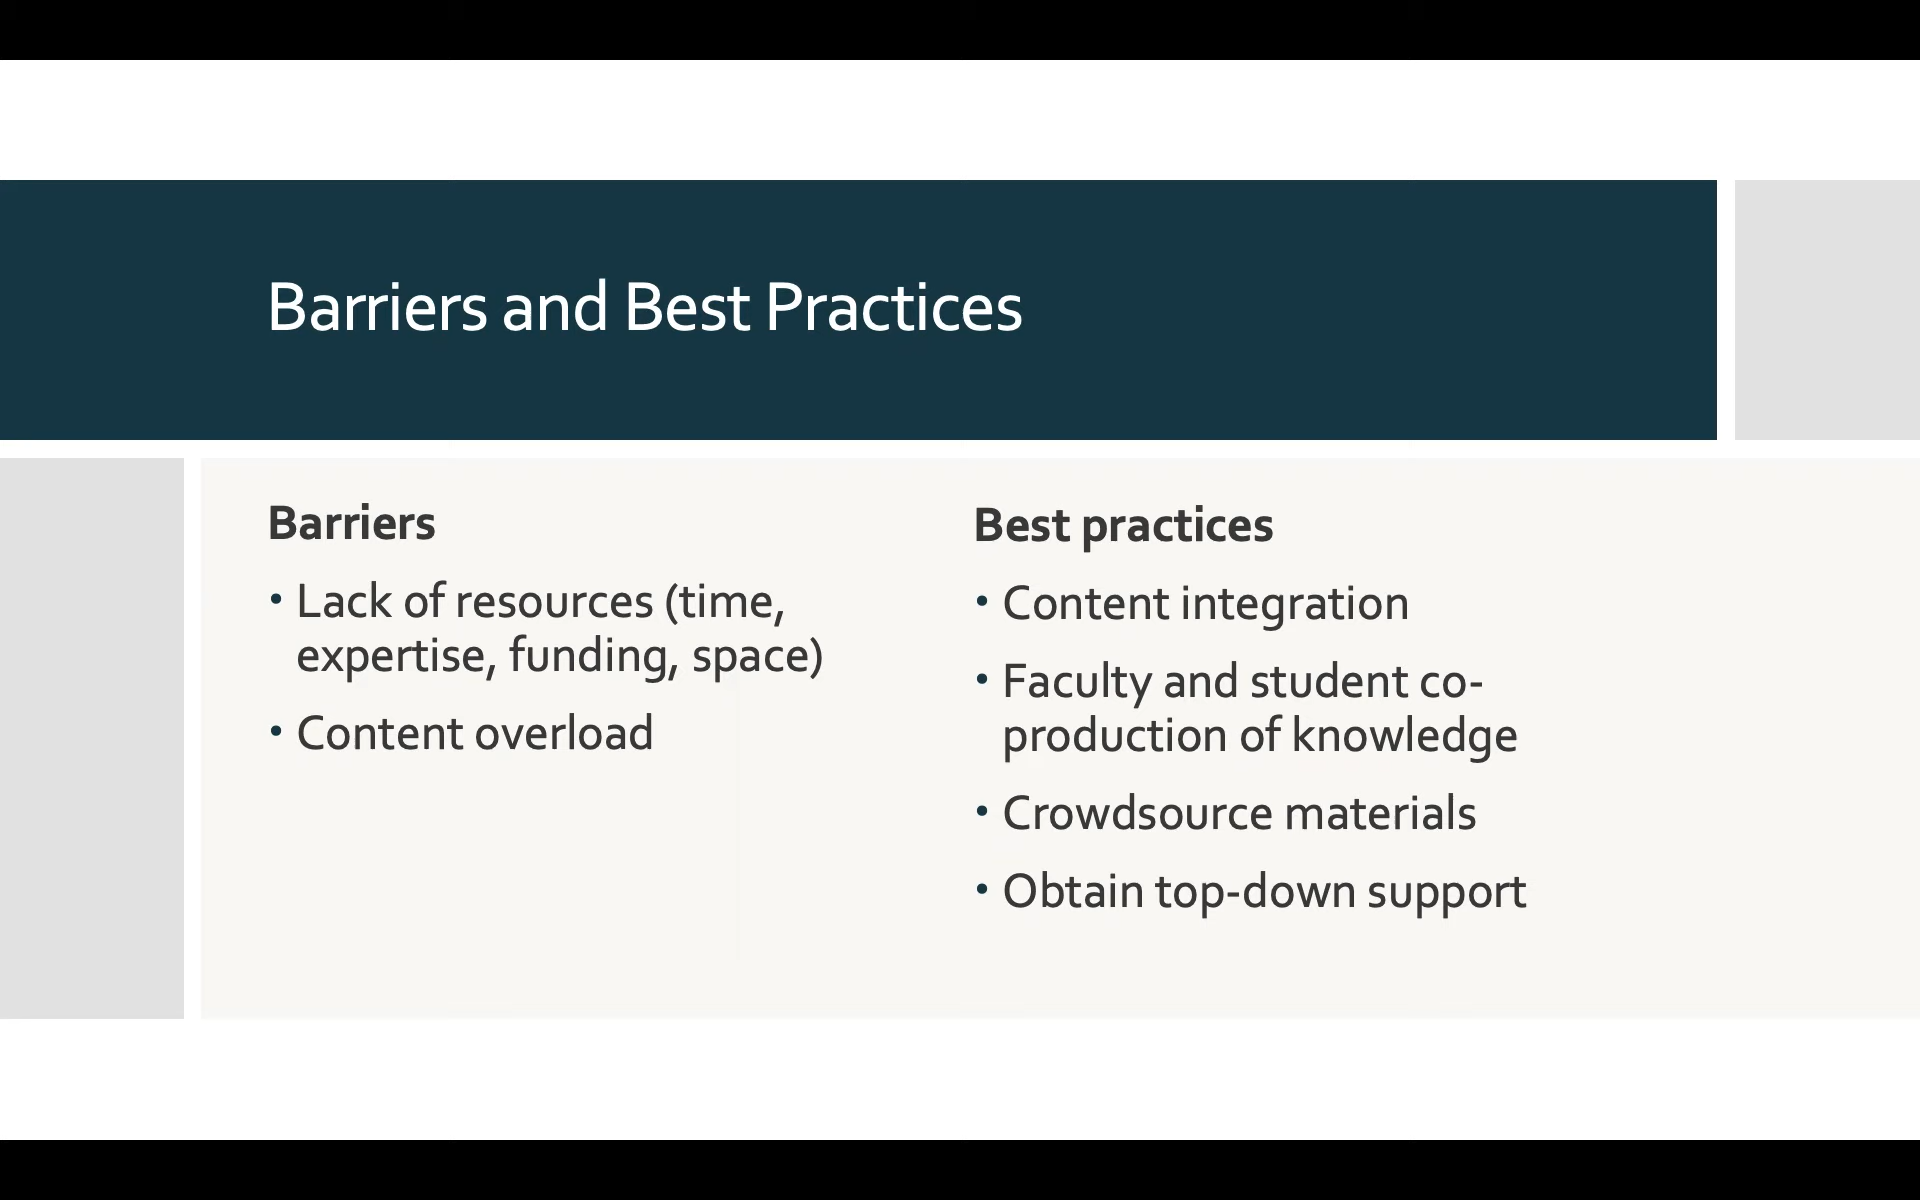 Barriers and Best Practices
Barriers
• Lack of resources (time,
expertise, funding, space)
• Content overload
Best practices
• Content integration
• Faculty and student co-
production of knowledge
• Crowdsource materials
• Obtain top-down support